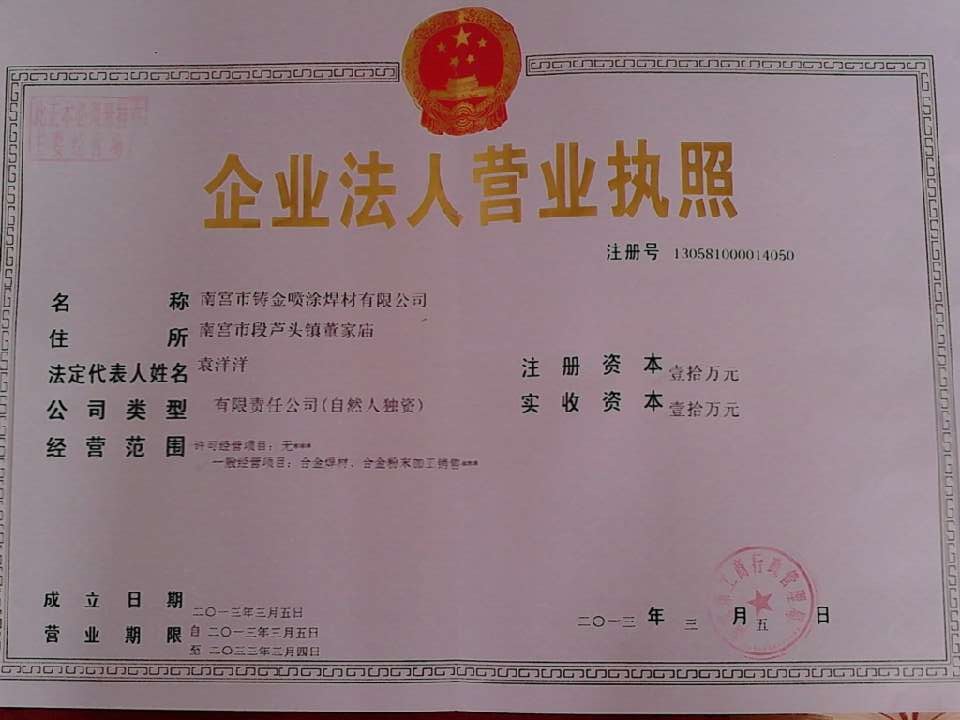 企业法人营业执照
注册号 130581000014050
名称 南宫市铸金喷涂焊材有限公司
住所 南宫市段芦头镇董家庙
法定代表人姓名 袁洋洋
注册资本 壹拾万元
公司类型 有限责任公司(自然人独资)
实收资本 壹拾万元
经营范围 许可经营项目：无***
一般经营项目：合金焊材、合金粉末加工销售***
成立日期 二〇一三年三月五日
营业期限 自 二〇一三年三月五日
至 二〇三三年三月四日
二〇一三 年 三 月 五 日
工商行政管理局